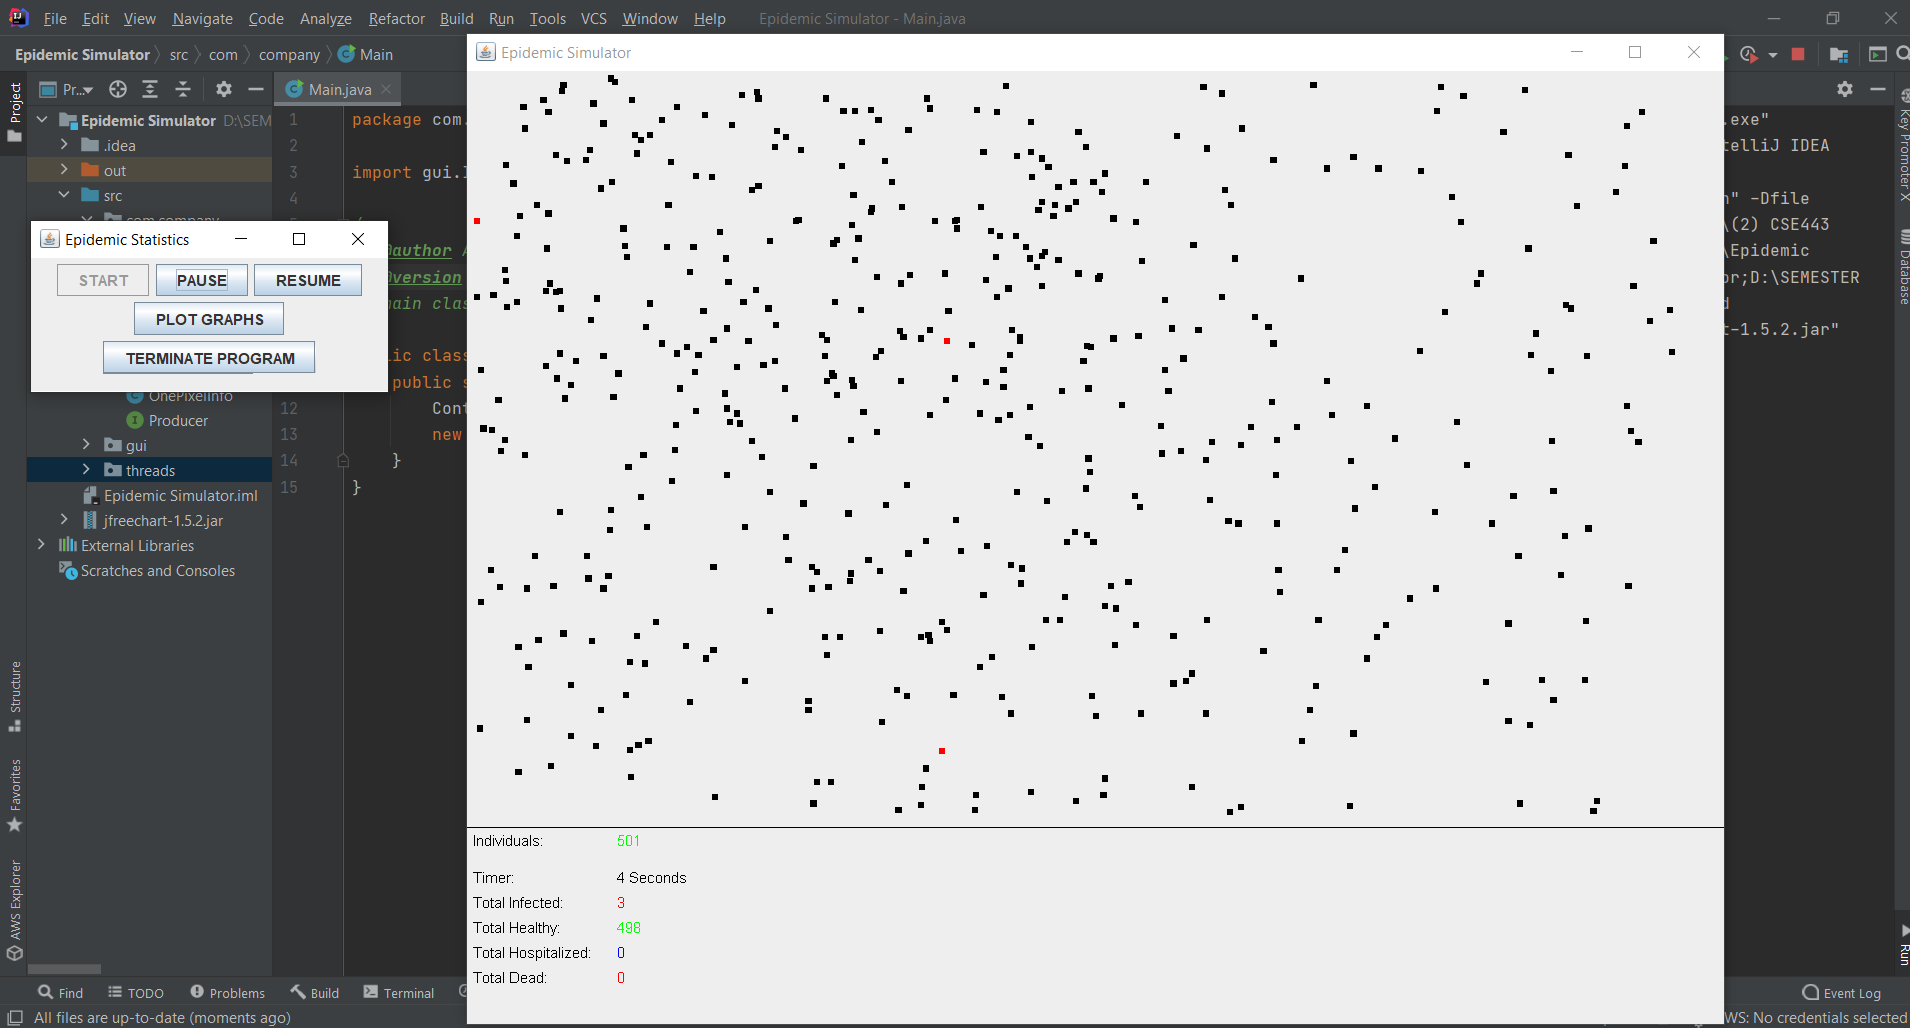 File Edit View Navigate Code Analyze Refactor Build Run Tools VCS Window Help Epidemic Simulator - Main.java
Epidemic Simulator src com company Main
Epidemic Simulator
Project
Pr...
Main.java
Epidemic Simulator D:\SEM
.idea
out
src
Epidemic Statistics
START PAUSE RESUME
PLOT GRAPHS
TERMINATE PROGRAM
OnePixelInfo
Producer
gui
threads
Epidemic Simulator.iml
jfreechart-1.5.2.jar
External Libraries
Scratches and Consoles
1 package com.
2
3 import gui.
4
author
version
main clas
lic class
public s
12 Cont
13 new
14 }
15 }
.exe"
telliJ IDEA
n" -Dfile
\(2) CSE443
\Epidemic
or;D:\SEMESTER
d
t-1.5.2.jar"
Key Promoter X
Database
Run
Structure
Favorites
AWS Explorer
Individuals: 501
Timer: 4 Seconds
Total Infected: 3
Total Healthy: 498
Total Hospitalized: 0
Total Dead: 0
Find TODO Problems Build Terminal Event Log
All files are up-to-date (moments ago) WS: No credentials selected